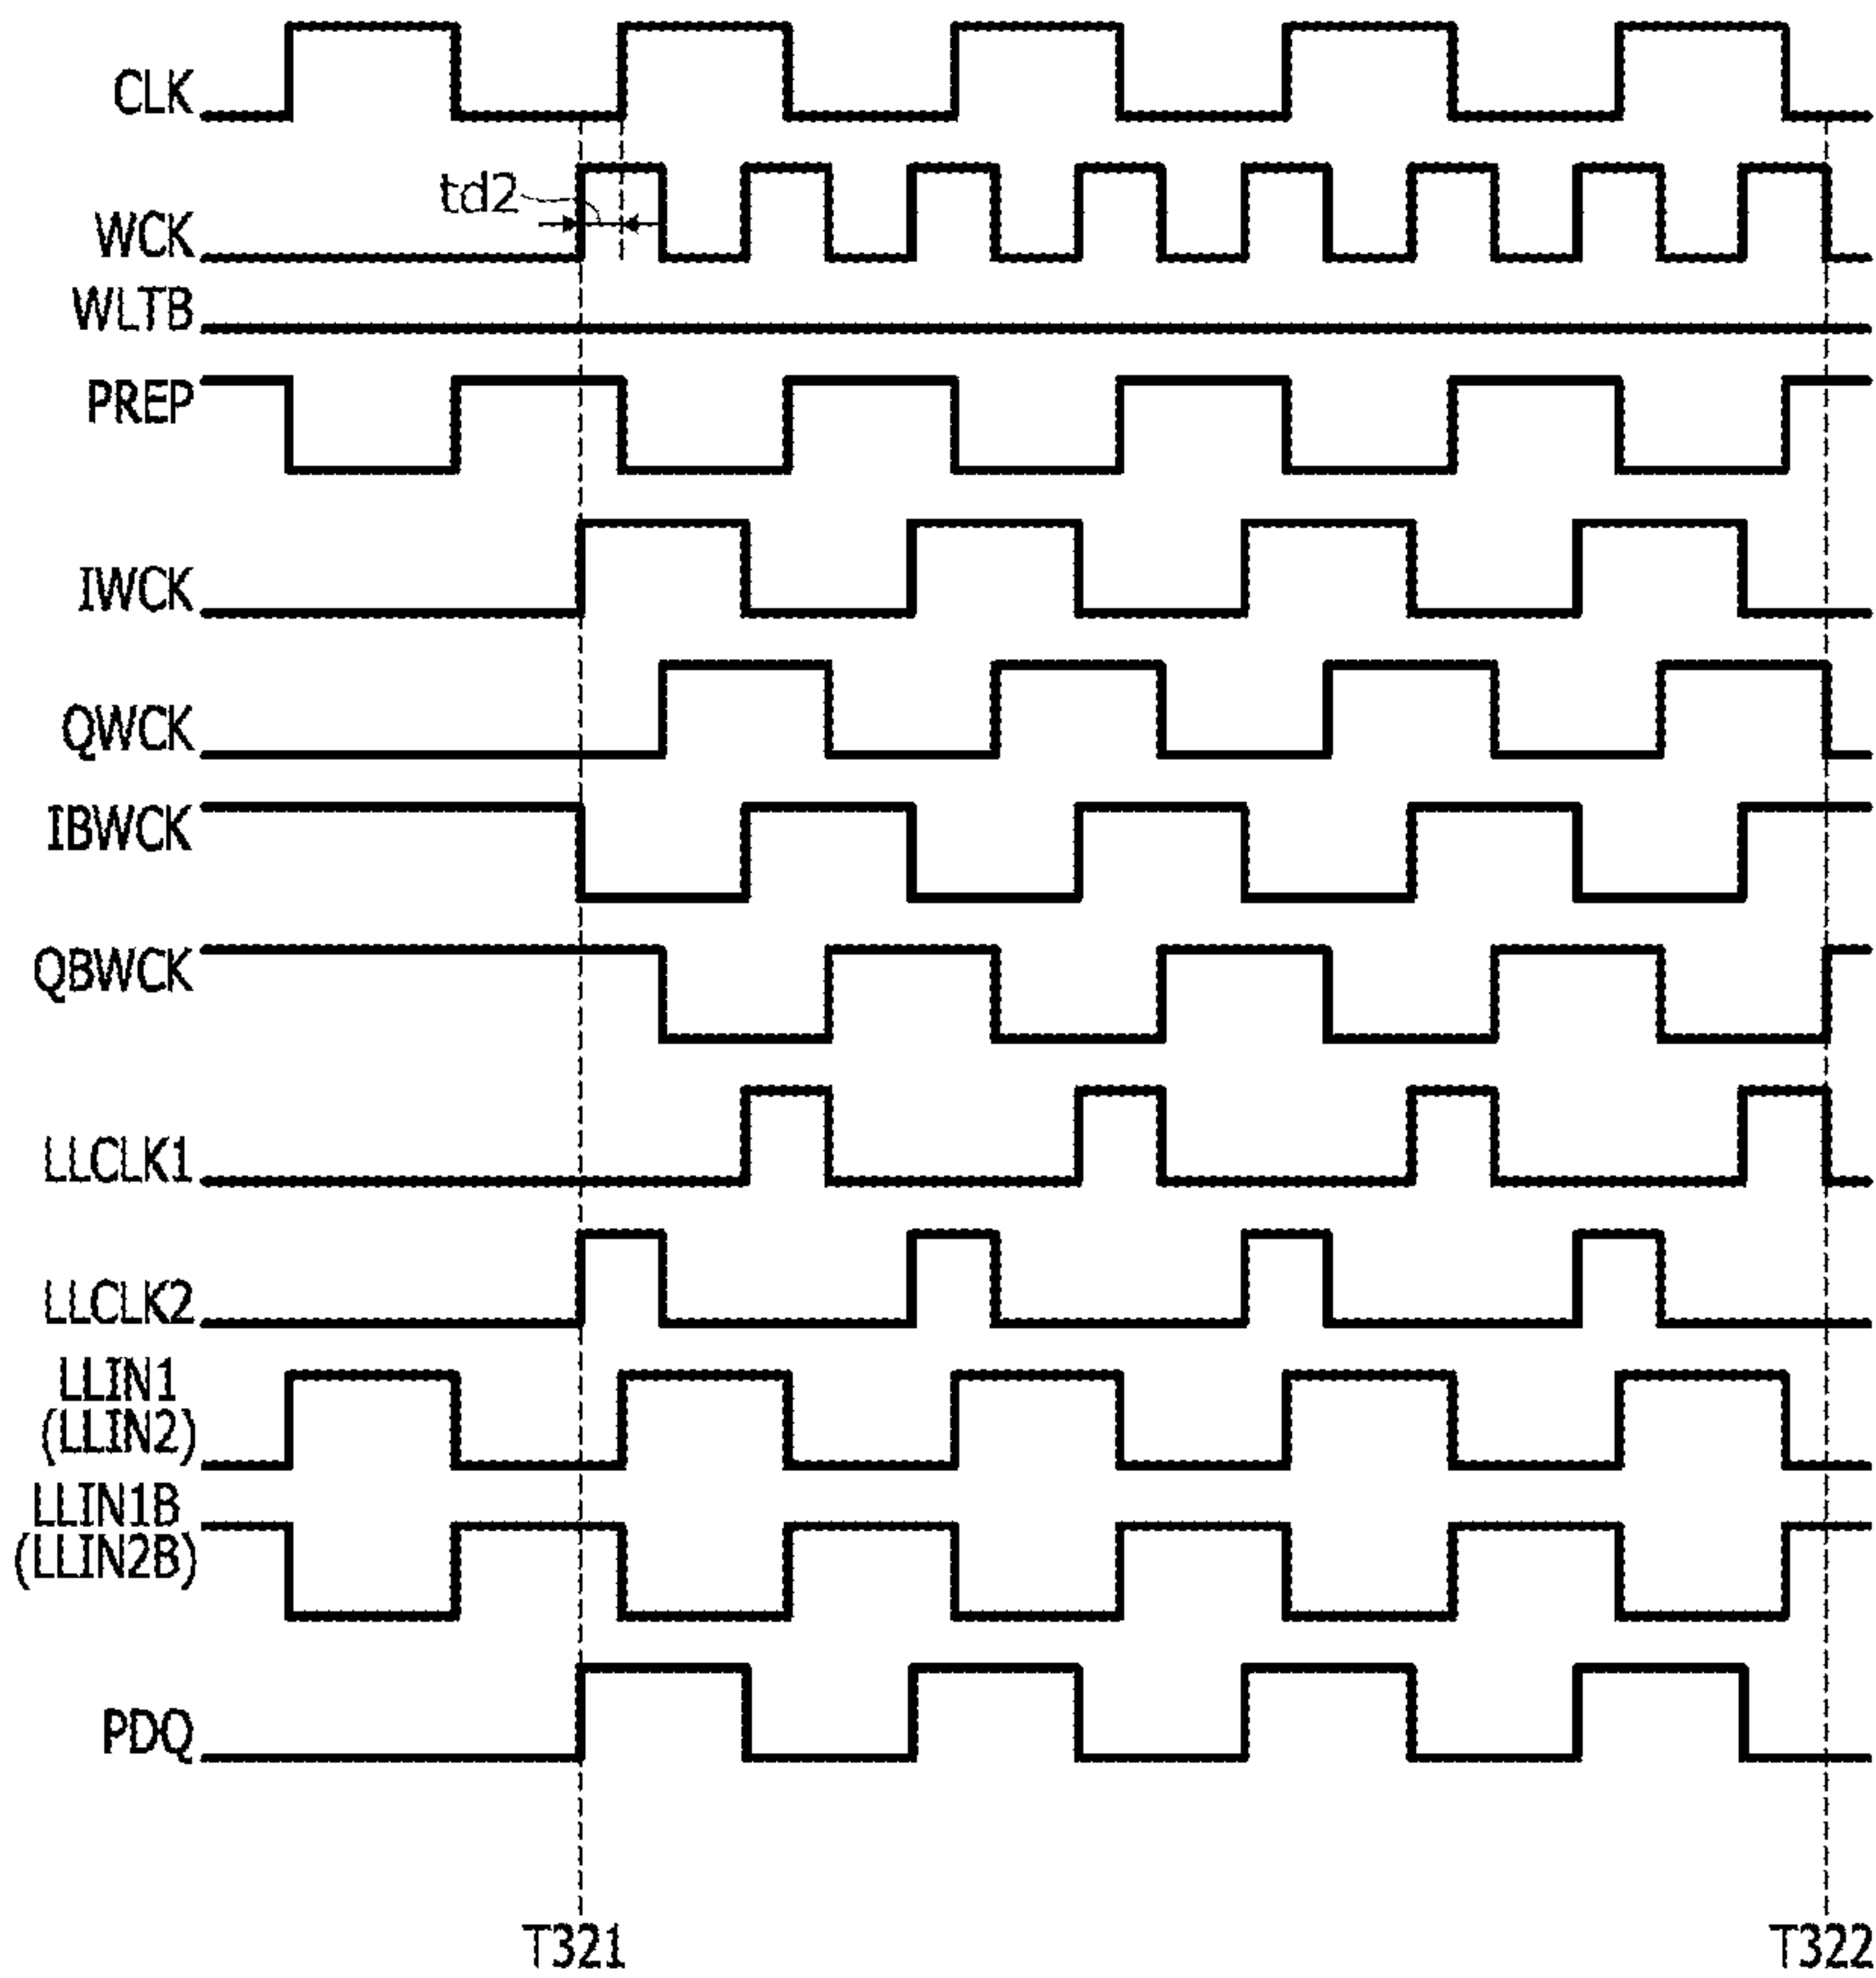 CLK
td2
WCK
WLTB
PREP
IWCK
QWCK
IBWCK
QBWCK
LLCLK1
LLCLK2
LLIN1
(LLIN2)
LLIN1B
(LLIN2B)
PDQ
T321
T322